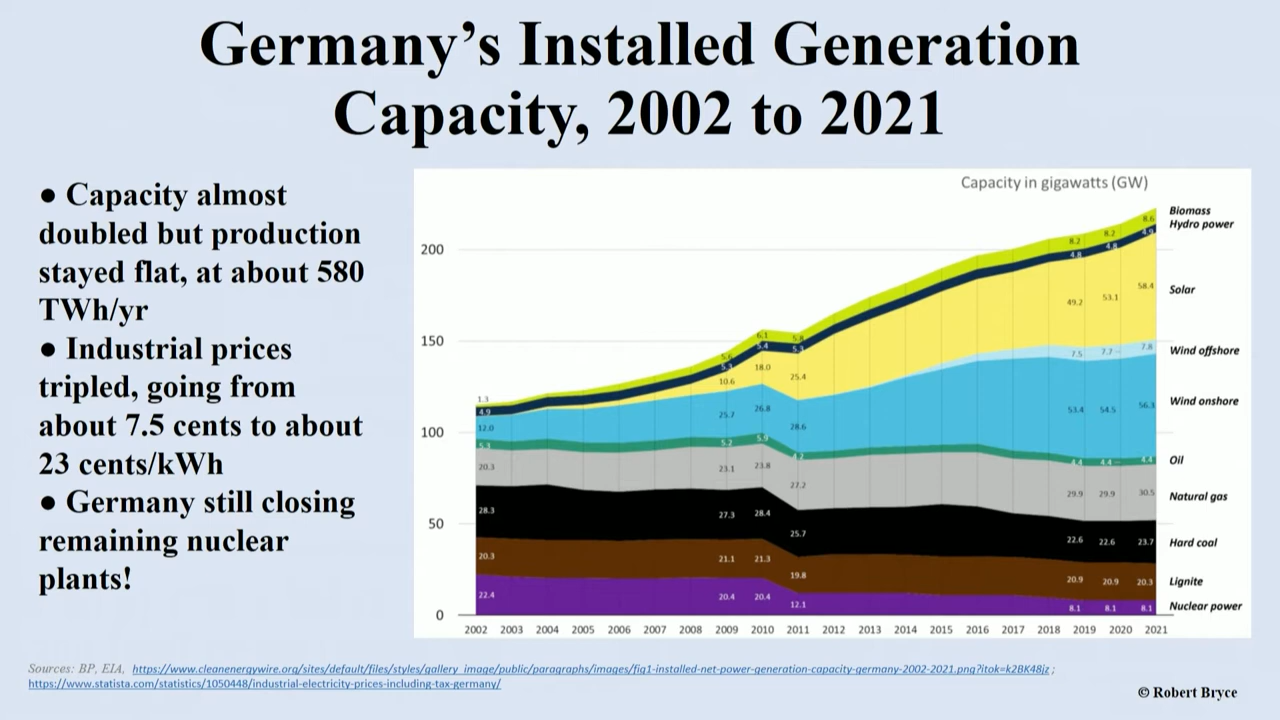 Germany’s Installed Generation
Capacity, 2002 to 2021
● Capacity almost
doubled but production
stayed flat, at about 580
TWh/yr
● Industrial prices
tripled, going from
about 7.5 cents to about
23 cents/kWh
● Germany still closing
remaining nuclear
plants!
Capacity in gigawatts (GW)
200
150
100
50
0
Biomass
Hydro power
Solar
Wind offshore
Wind onshore
Oil
Natural gas
Hard coal
Lignite
Nuclear power
1.3 5.6 6.1 5.8 8.2 8.2 8.6
4.9 5.3 5.4 5.3 4.8 4.8 4.9
10.6 18.0 25.4 49.2 53.1 58.4
7.5 7.7 7.8
12.0 25.7 26.8 28.6 53.4 54.5 56.3
5.3 5.2 5.9 4.2 4.4 4.4 4.4
20.3 23.1 23.8 27.2 29.9 29.9 30.5
28.3 27.3 28.4 25.7 22.6 22.6 23.7
20.3 21.1 21.3 19.8 20.9 20.9 20.3
22.4 20.4 20.4 12.1 8.1 8.1 8.1
2002 2003 2004 2005 2006 2007 2008 2009 2010 2011 2012 2013 2014 2015 2016 2017 2018 2019 2020 2021
Sources: BP, EIA, https://www.cleanenergywire.org/sites/default/files/styles/gallery_image/public/paragraphs/images/fig1-installed-net-power-generation-capacity-germany-2002-2021.png?itok=k2BK48jz ;
https://www.statista.com/statistics/1050448/industrial-electricity-prices-including-tax-germany/
© Robert Bryce